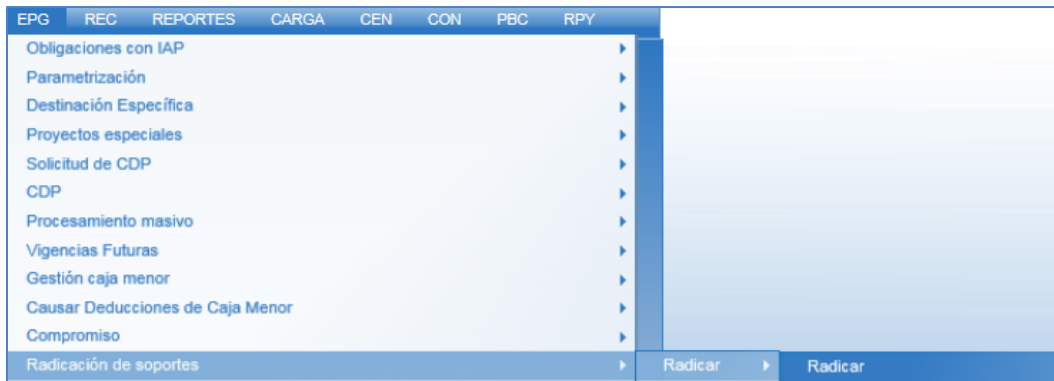 EPG REC REPORTES CARGA CEN CON PBC RPY
Obligaciones con IAP
Parametrización
Destinación Específica
Proyectos especiales
Solicitud de CDP
CDP
Procesamiento masivo
Vigencias Futuras
Gestión caja menor
Causar Deducciones de Caja Menor
Compromiso
Radicación de soportes Radicar Radicar